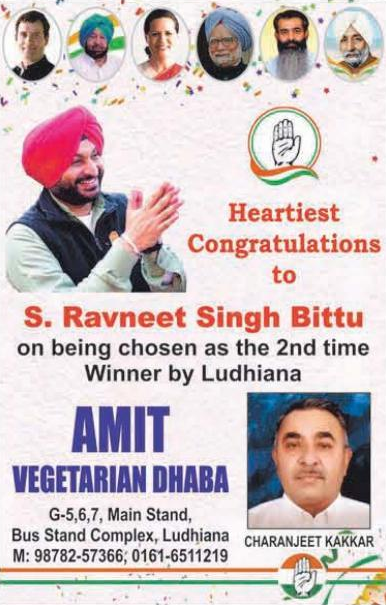 Heartiest
Congratulations
to
S. Ravneet Singh Bittu
on being chosen as the 2nd time
Winner by Ludhiana
AMIT
VEGETARIAN DHABA
G-5,6,7, Main Stand,
Bus Stand Complex, Ludhiana
M: 98782-57366, 0161-6511219
CHARANJEET KAKKAR